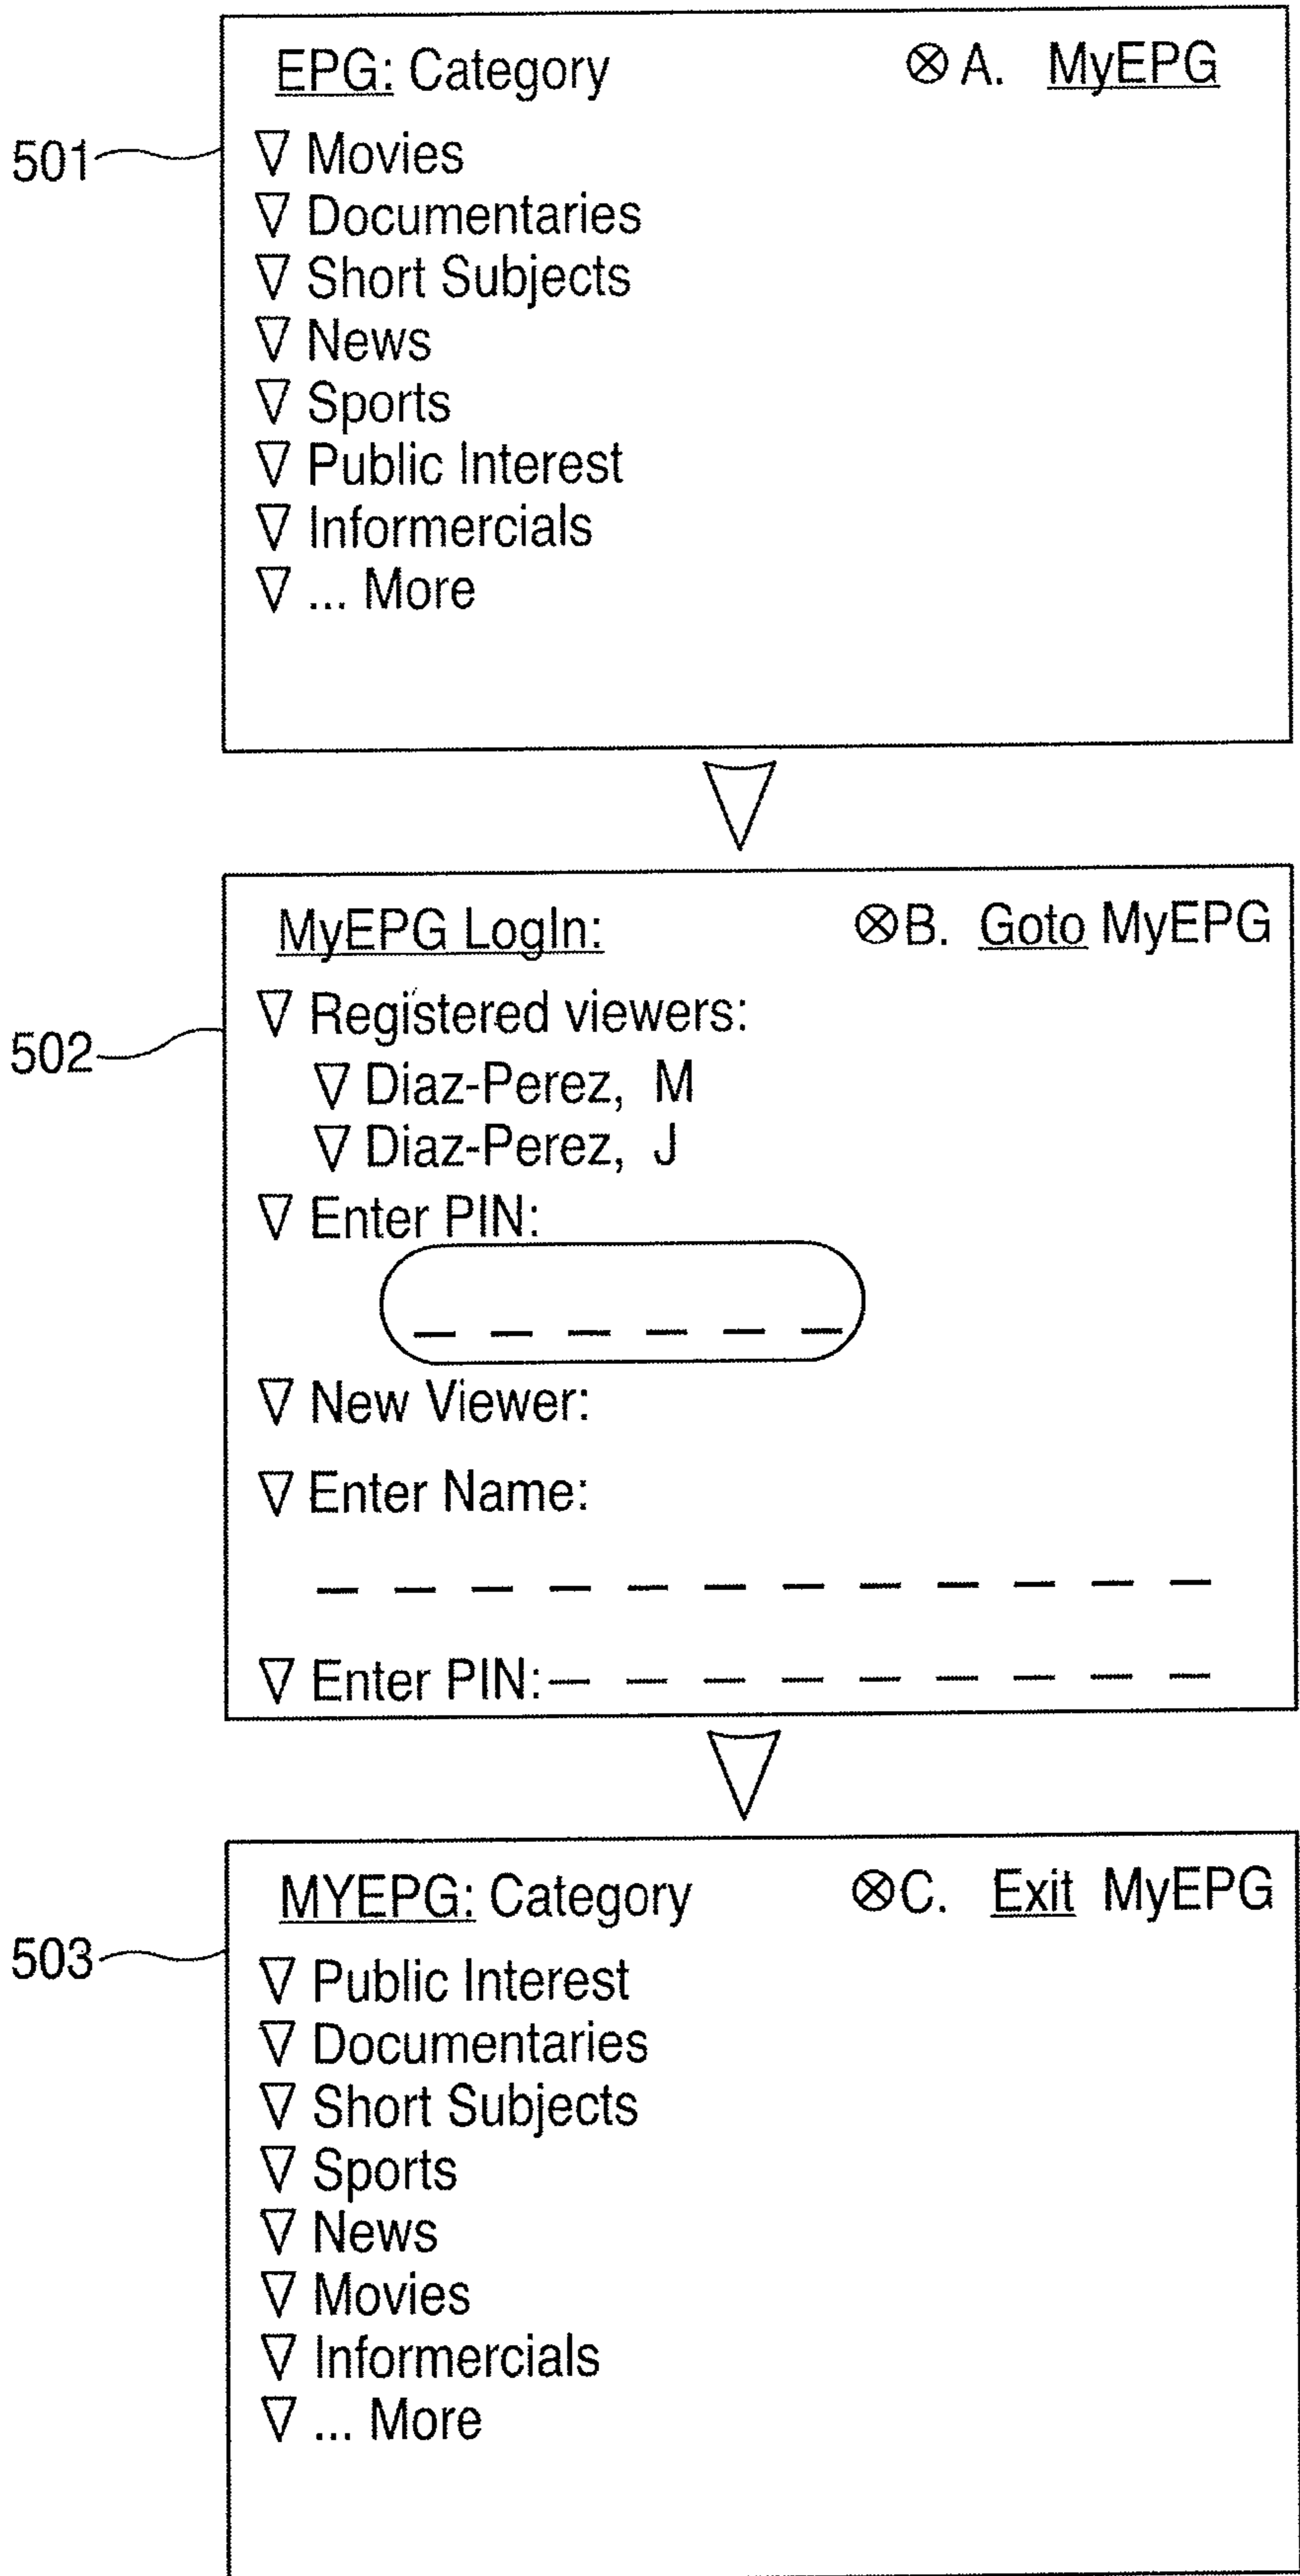 EPG: Category ⊗ A. MyEPG
501
▽ Movies
▽ Documentaries
▽ Short Subjects
▽ News
▽ Sports
▽ Public Interest
▽ Informercials
▽ ... More
MyEPG LogIn: ⊗B. Goto MyEPG
502
▽ Registered viewers:
▽ Diaz-Perez, M
▽ Diaz-Perez, J
▽ Enter PIN:
_ _ _ _ _ _
▽ New Viewer:
▽ Enter Name:
_ _ _ _ _ _ _ _ _ _ _ _
▽ Enter PIN: _ _ _ _ _ _ _ _ _
MYEPG: Category ⊗C. Exit MyEPG
503
▽ Public Interest
▽ Documentaries
▽ Short Subjects
▽ Sports
▽ News
▽ Movies
▽ Informercials
▽ ... More